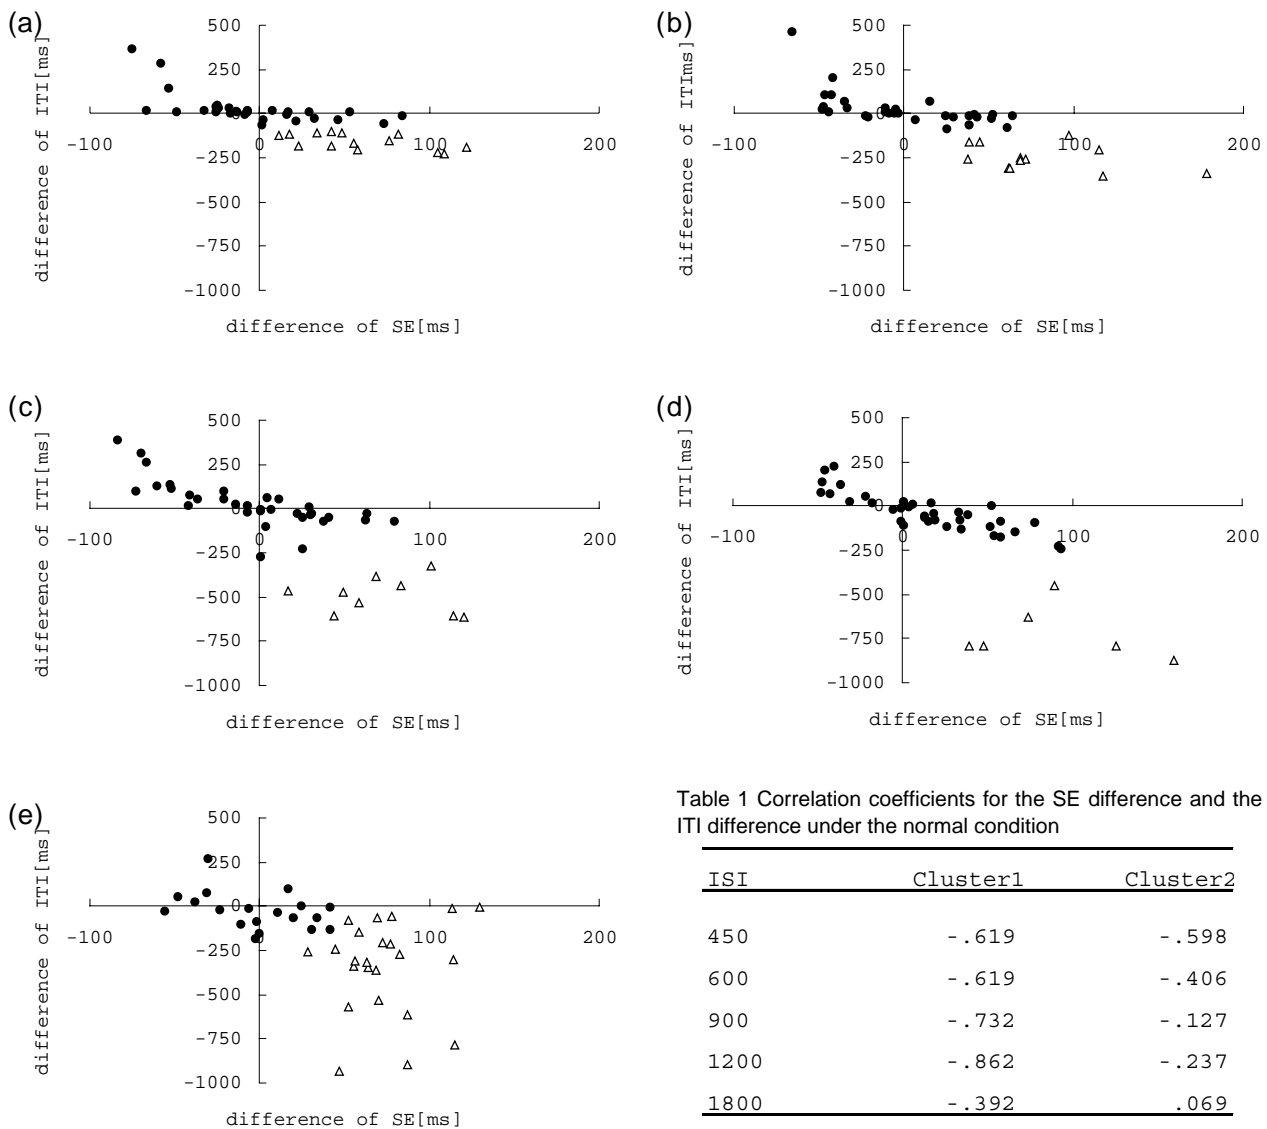 (a)
500
250
0
-250
-500
-750
-1000
-100
0
100
200
difference of ITI[ms]
difference of SE[ms]
(b)
500
250
0
-250
-500
-750
-1000
-100
0
100
200
difference of ITIms]
difference of SE[ms]
(c)
500
250
0
-250
-500
-750
-1000
-100
0
100
200
difference of ITI[ms]
difference of SE[ms]
(d)
500
250
0
-250
-500
-750
-1000
-100
0
100
200
difference of ITI[ms]
difference of SE[ms]
(e)
500
250
0
-250
-500
-750
-1000
-100
0
100
200
difference of ITI[ms]
difference of SE[ms]
Table 1 Correlation coefficients for the SE difference and the
ITI difference under the normal condition
ISI Cluster1 Cluster2
450 -.619 -.598
600 -.619 -.406
900 -.732 -.127
1200 -.862 -.237
1800 -.392 .069